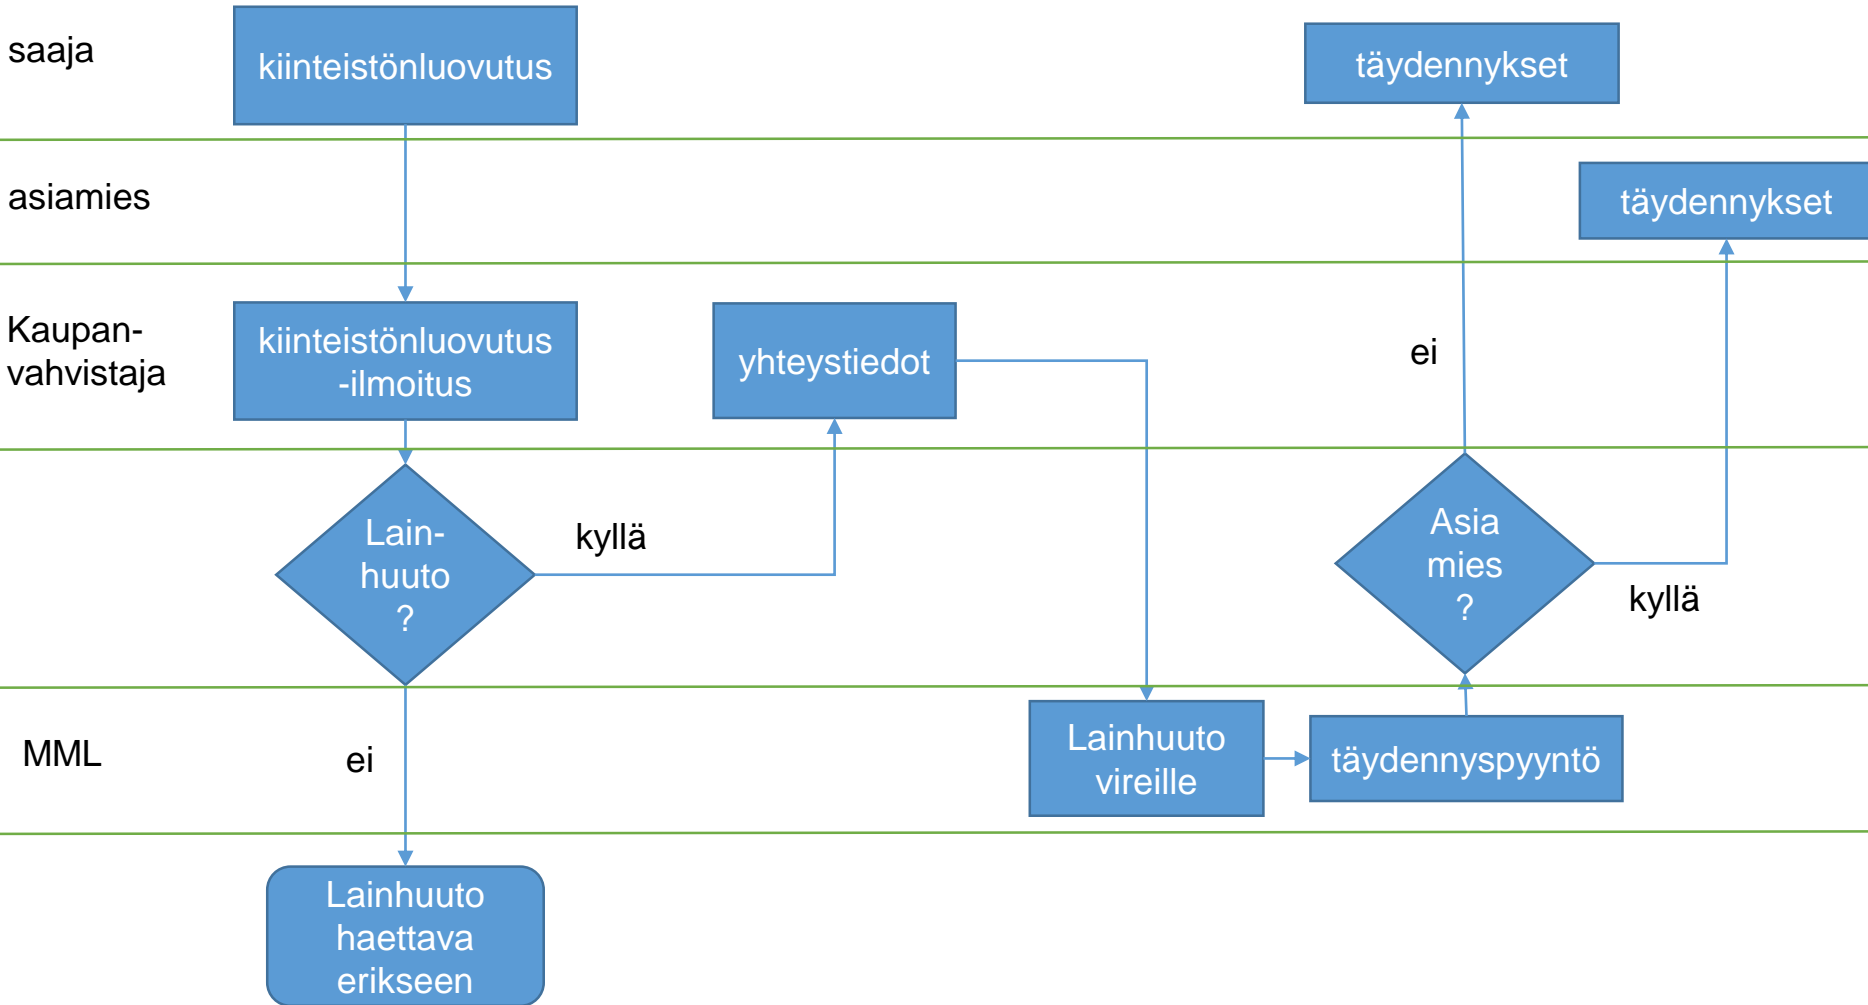 saaja
kiinteistönluovutus
täydennykset
asiamies
täydennykset
Kaupan-
vahvistaja
kiinteistönluovutus
-ilmoitus
yhteystiedot
ei
Lain-
huuto
?
kyllä
Asia
mies
?
kyllä
MML
ei
Lainhuuto
vireille
täydennyspyyntö
Lainhuuto
haettava
erikseen